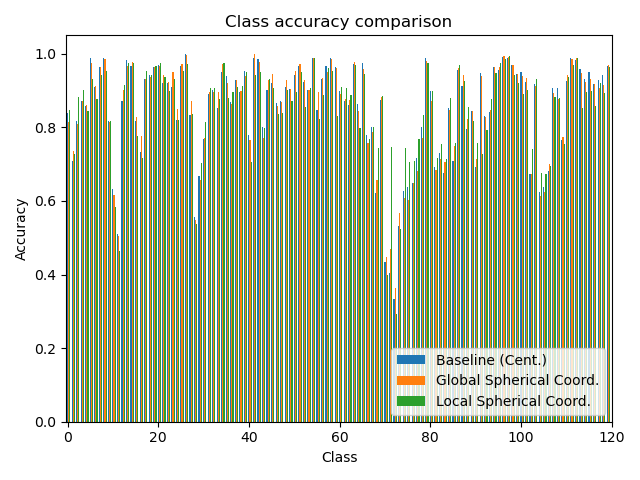 Class accuracy comparison
1.0
0.8
0.6
0.4
0.2
0.0
Accuracy
Baseline (Cent.)
Global Spherical Coord.
Local Spherical Coord.
0 20 40 60 80 100 120
Class